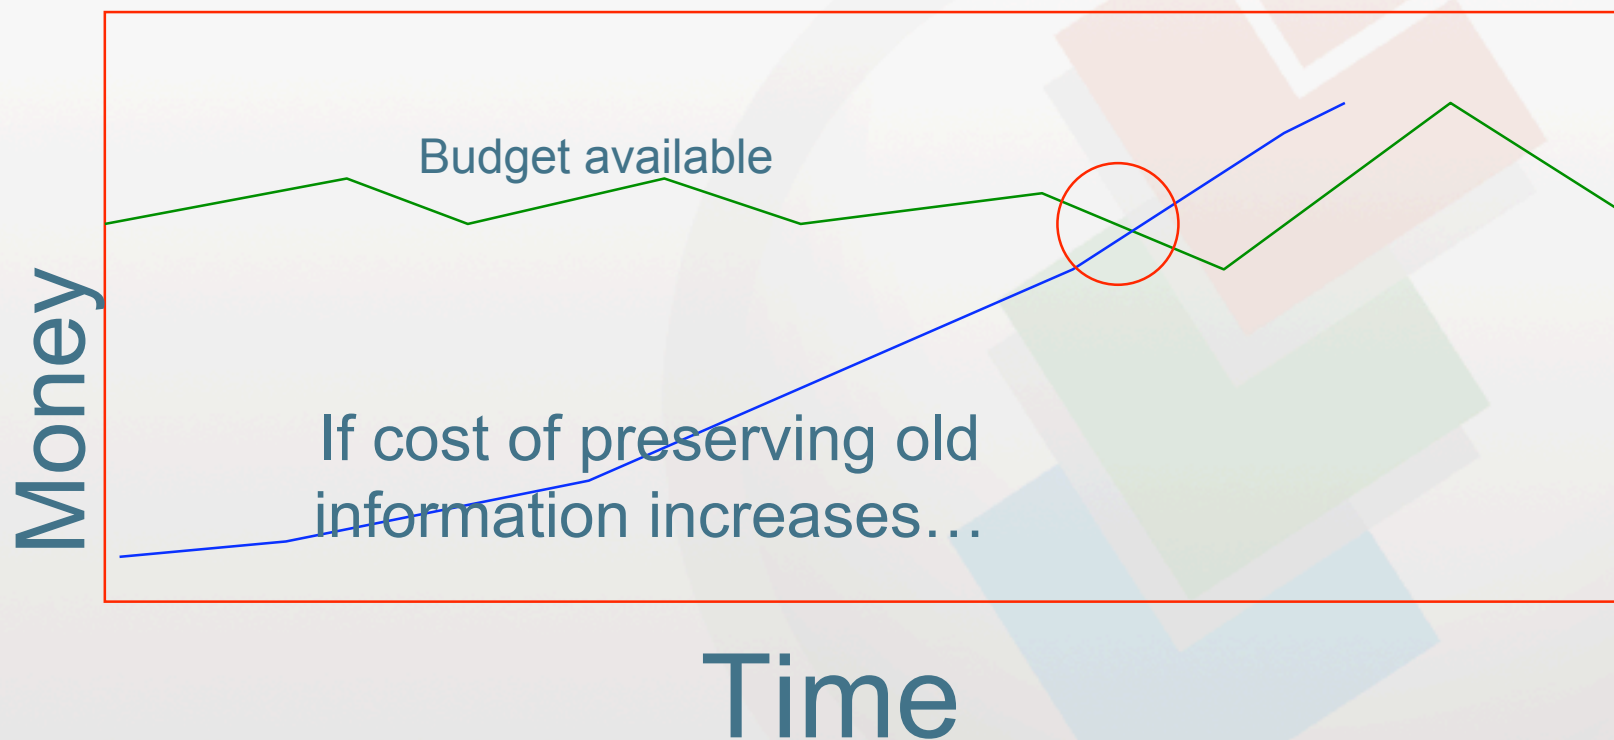 Budget available
Money
If cost of preserving old
information increases…
Time